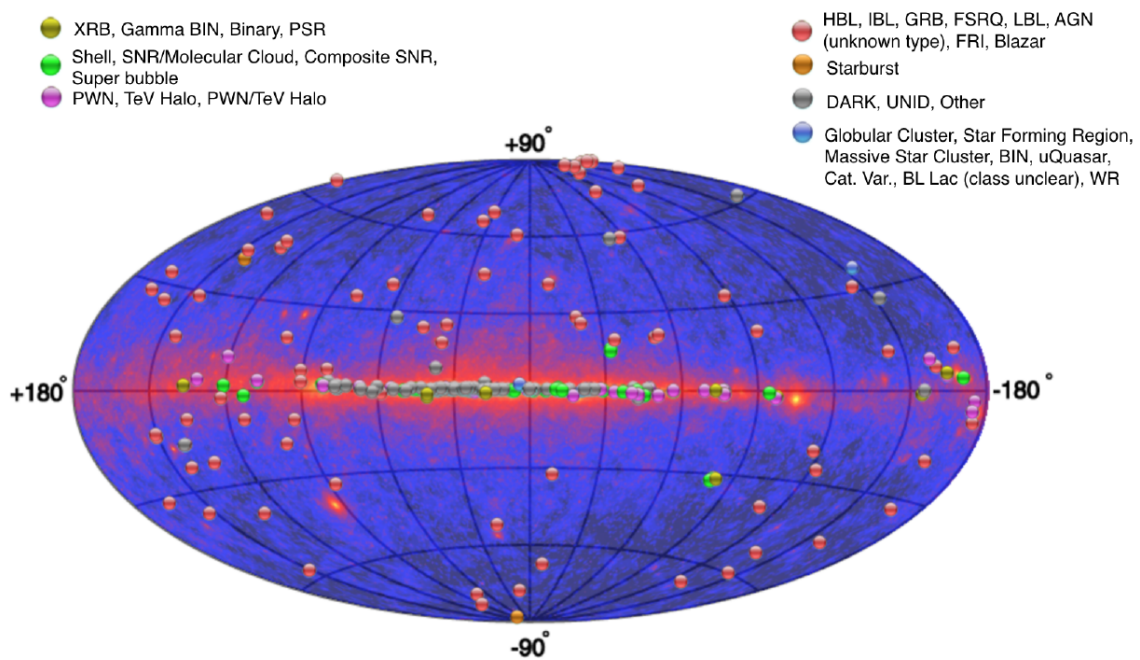 XRB, Gamma BIN, Binary, PSR
Shell, SNR/Molecular Cloud, Composite SNR,
Super bubble
PWN, TeV Halo, PWN/TeV Halo
HBL, IBL, GRB, FSRQ, LBL, AGN
(unknown type), FRI, Blazar
Starburst
DARK, UNID, Other
Globular Cluster, Star Forming Region,
Massive Star Cluster, BIN, uQuasar,
Cat. Var., BL Lac (class unclear), WR
+90°
+180°
-180°
-90°